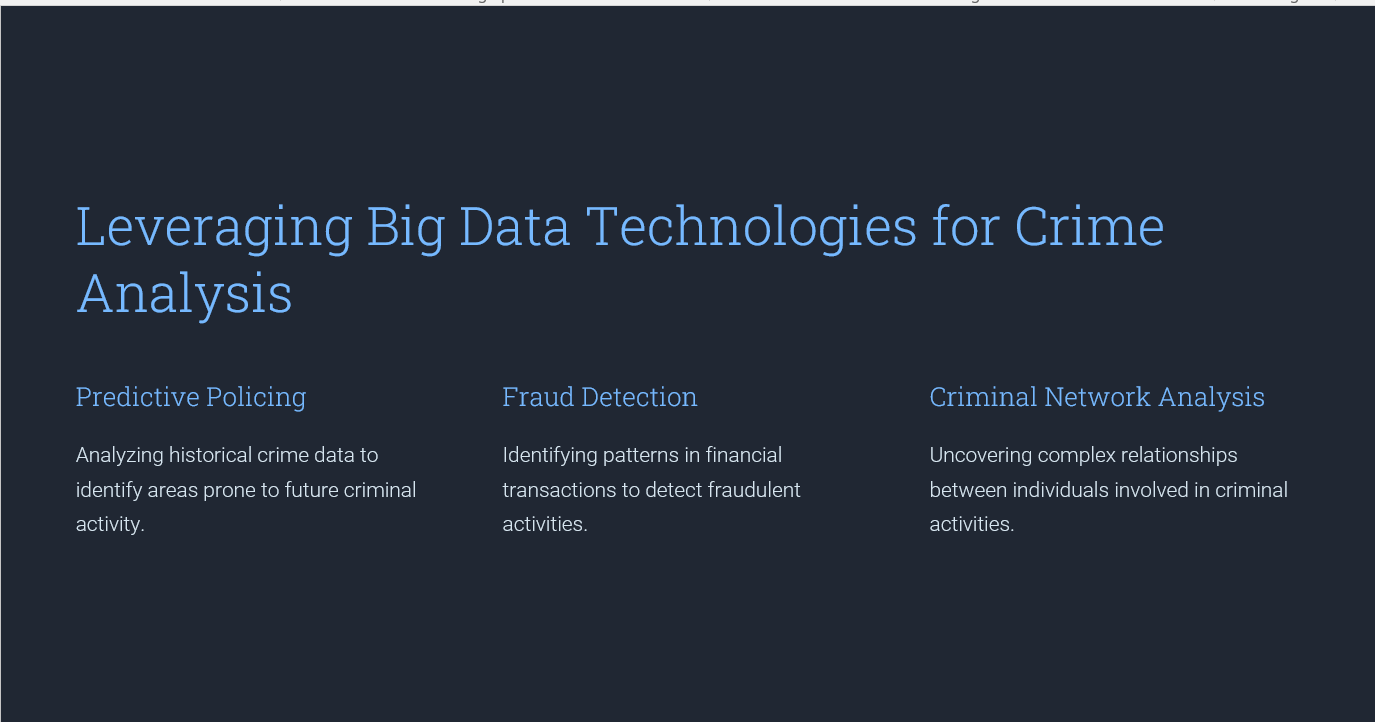 Leveraging Big Data Technologies for Crime
Analysis
Predictive Policing
Analyzing historical crime data to
identify areas prone to future criminal
activity.
Fraud Detection
Identifying patterns in financial
transactions to detect fraudulent
activities.
Criminal Network Analysis
Uncovering complex relationships
between individuals involved in criminal
activities.